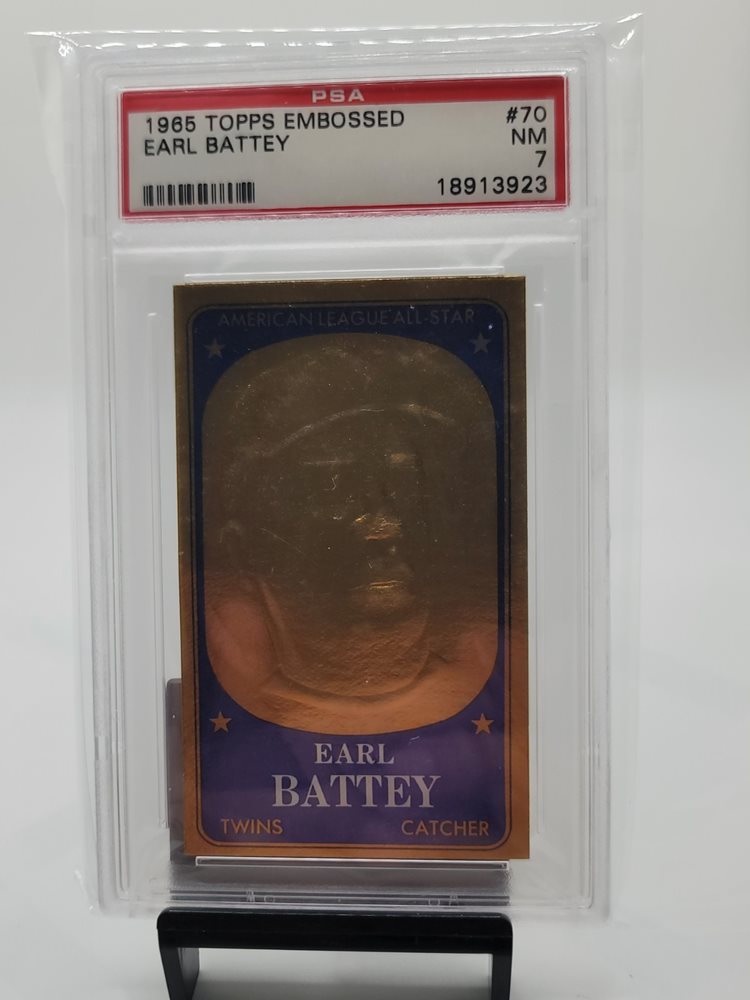 PSA
1965 TOPPS EMBOSSED #70
EARL BATTEY NM
7
18913923
AMERICAN LEAGUE ALL-STAR
EARL
BATTEY
TWINS CATCHER